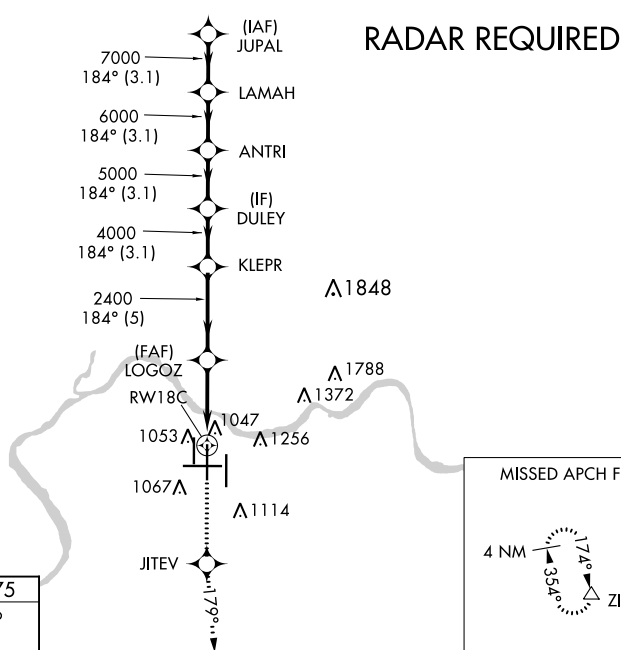 RADAR REQUIRED
(IAF)
JUPAL
7000
184° (3.1)
LAMAH
6000
184° (3.1)
ANTRI
5000
184° (3.1)
(IF)
DULEY
4000
184° (3.1)
KLEPR
1848
2400
184° (5)
(FAF)
LOGOZ
1788
1372
RW18C
1047
1053
1256
1067
1114
MISSED APCH F
4 NM
174°
354°
ZI
JITEV
179°
75